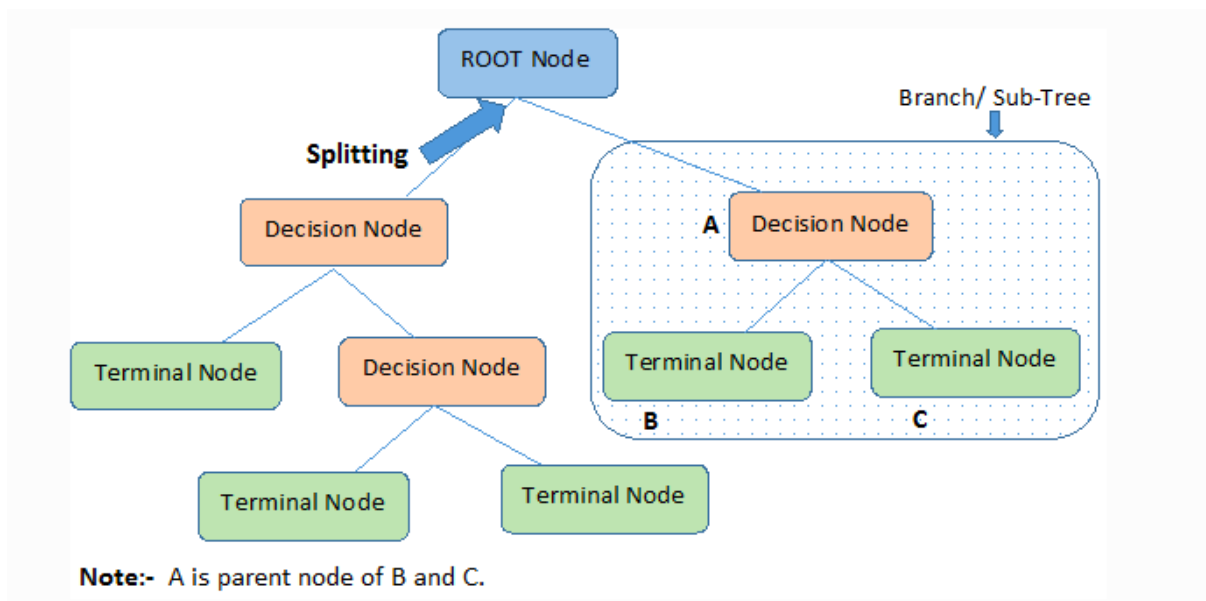 ROOT Node
Branch/ Sub-Tree
Splitting
Decision Node
A
Decision Node
Terminal Node
Decision Node
Terminal Node
Terminal Node
B
C
Terminal Node
Terminal Node
Note:- A is parent node of B and C.